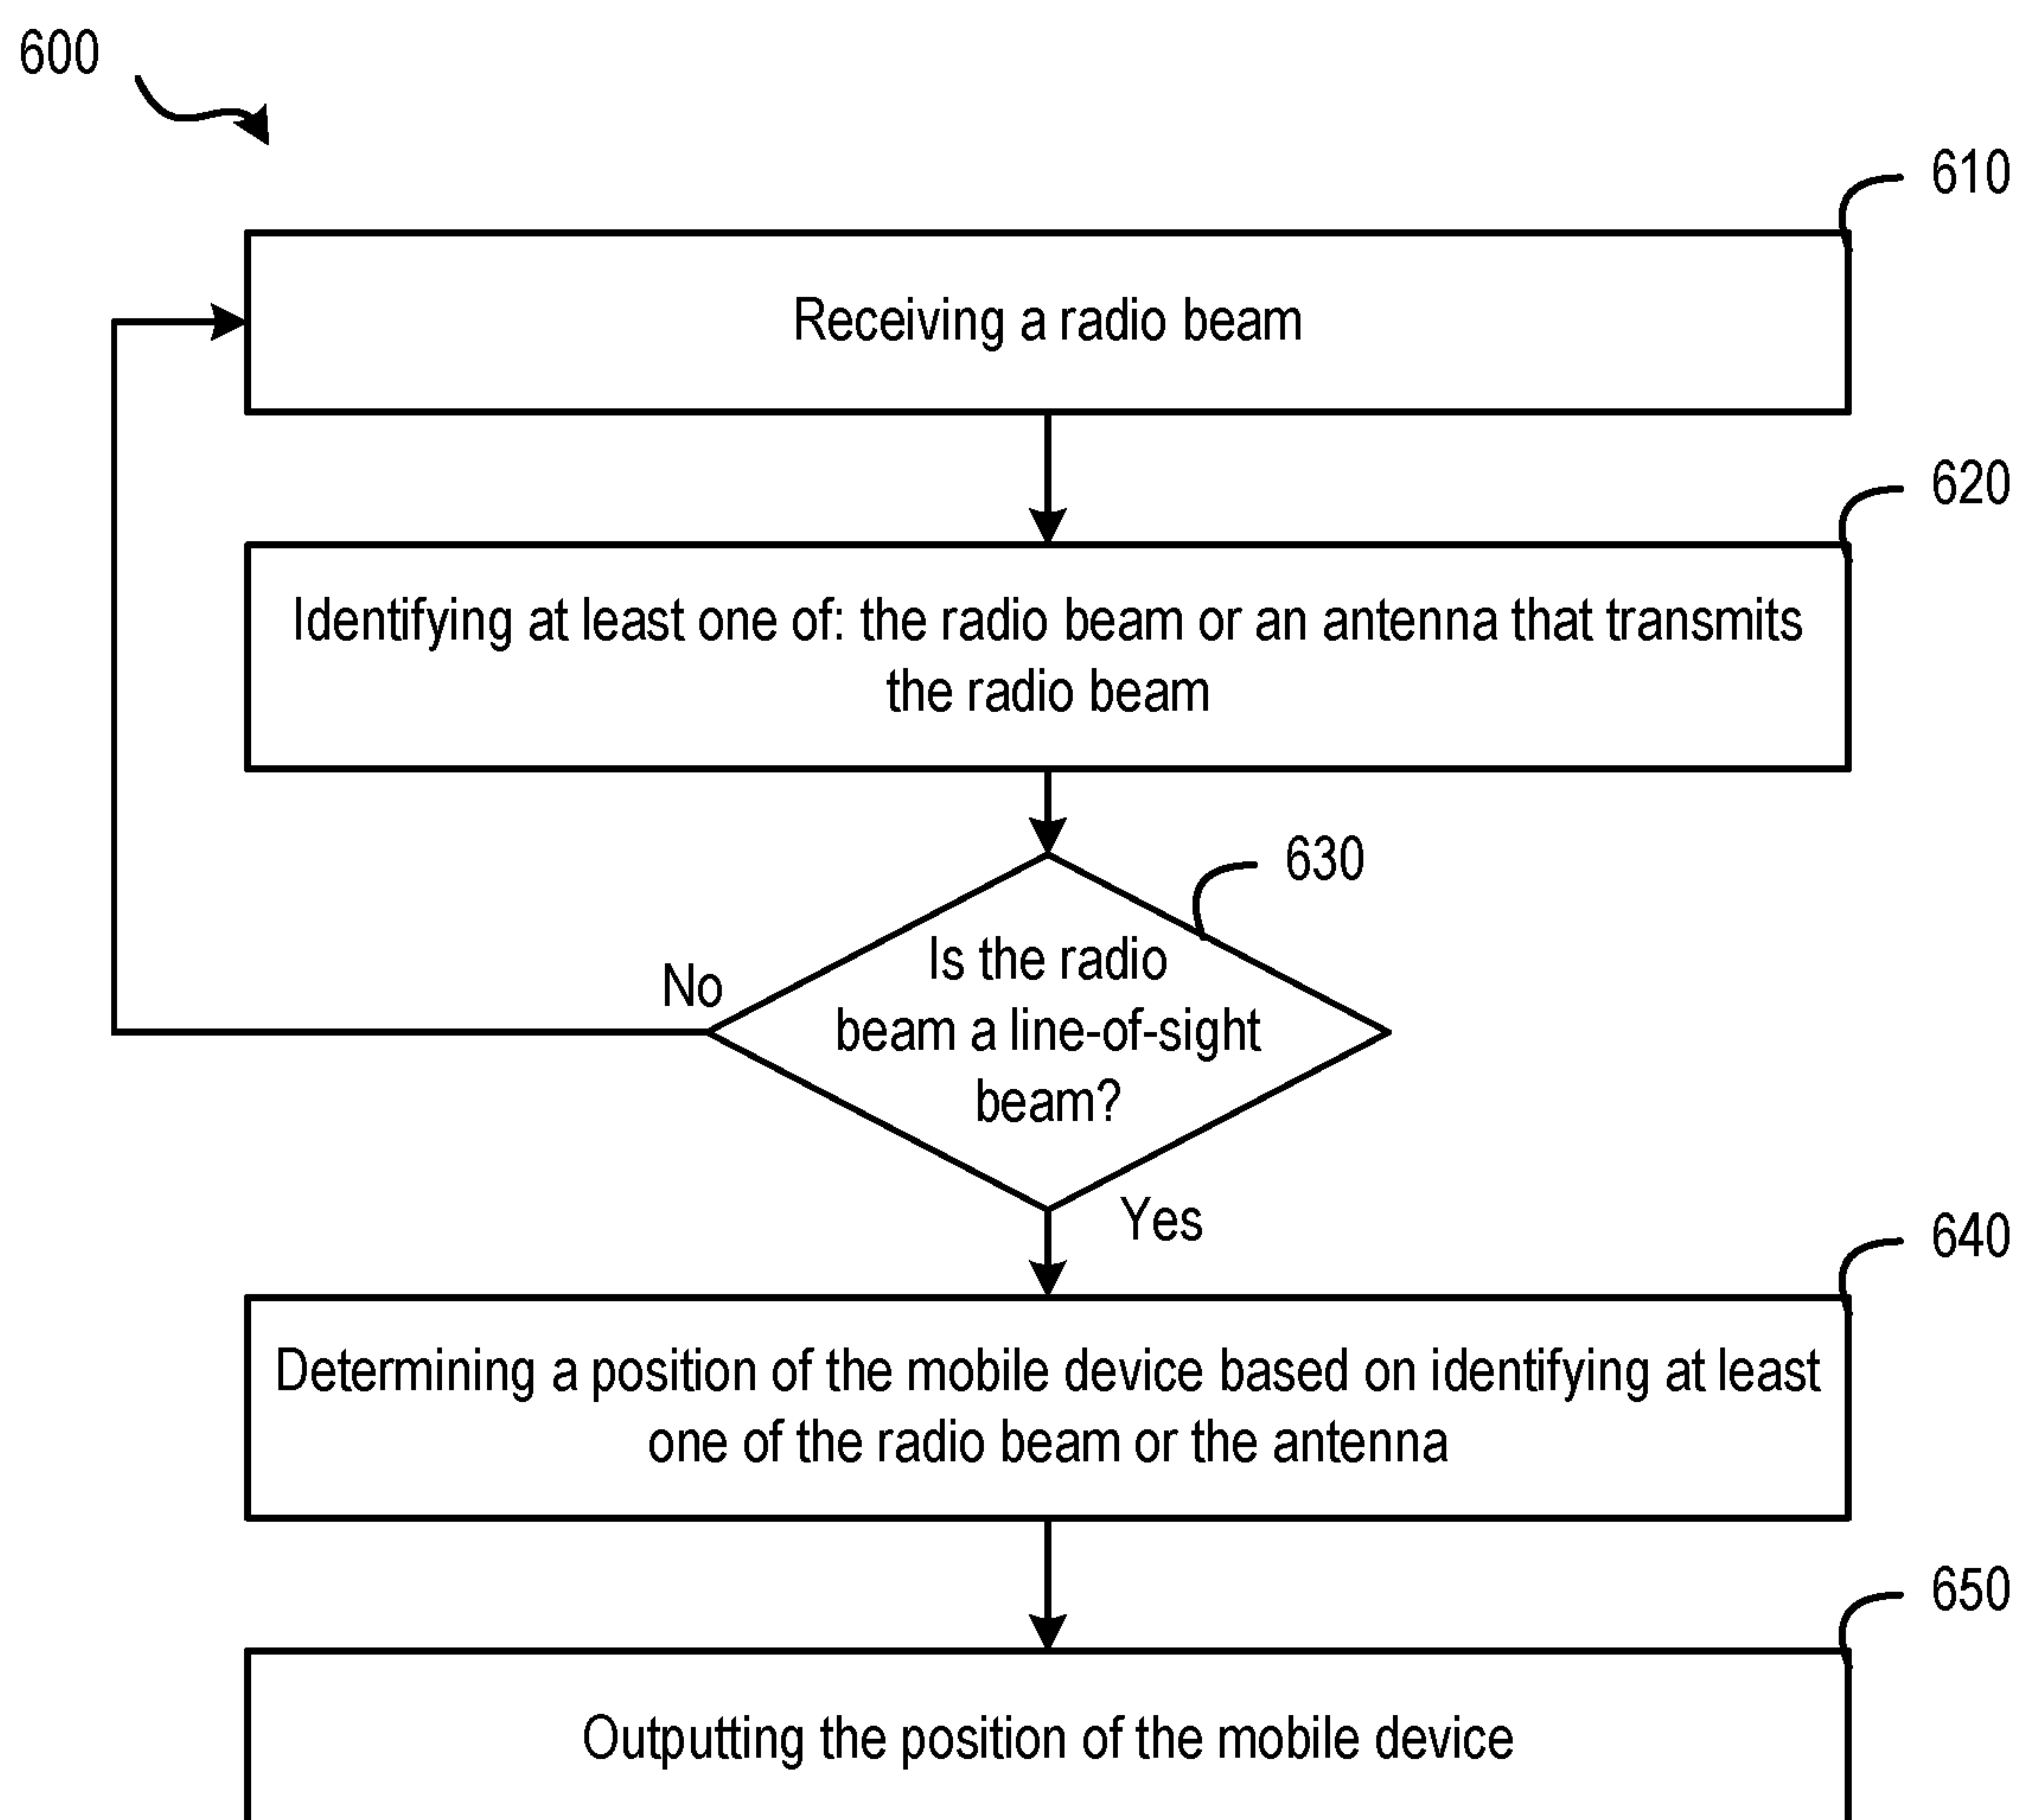 600
610
Receiving a radio beam
620
Identifying at least one of: the radio beam or an antenna that transmits
the radio beam
630
Is the radio
beam a line-of-sight
beam?
No
Yes
640
Determining a position of the mobile device based on identifying at least
one of the radio beam or the antenna
650
Outputting the position of the mobile device